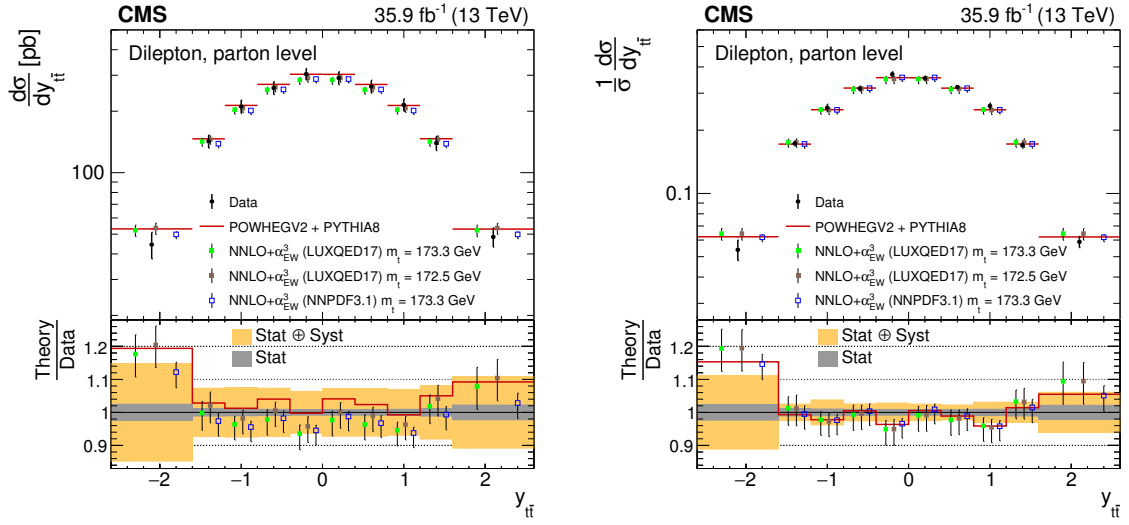 CMS 35.9 fb⁻¹ (13 TeV)
Dilepton, parton level
dσ/dy_tt̄ [pb]
100
Data
POWHEGV2 + PYTHIA8
NNLO+α³_EW (LUXQED17) m_t = 173.3 GeV
NNLO+α³_EW (LUXQED17) m_t = 172.5 GeV
NNLO+α³_EW (NNPDF3.1) m_t = 173.3 GeV
Theory/Data
Stat ⊕ Syst
Stat
1.2
1.1
1
0.9
−2 −1 0 1 2
y_tt̄
CMS 35.9 fb⁻¹ (13 TeV)
Dilepton, parton level
1/σ dσ/dy_tt̄
0.1
Data
POWHEGV2 + PYTHIA8
NNLO+α³_EW (LUXQED17) m_t = 173.3 GeV
NNLO+α³_EW (LUXQED17) m_t = 172.5 GeV
NNLO+α³_EW (NNPDF3.1) m_t = 173.3 GeV
Theory/Data
Stat ⊕ Syst
Stat
1.2
1.1
1
0.9
−2 −1 0 1 2
y_tt̄